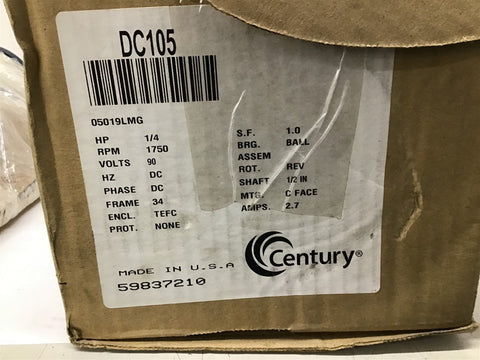 DC105
05019LMG
HP 1/4
RPM 1750
VOLTS 90
HZ DC
PHASE DC
FRAME 34
ENCL. TEFC
PROT. NONE
S.F. 1.0
BRG. BALL
ASSEM
ROT. REV
SHAFT 1/2 IN
MTG. C FACE
AMPS. 2.7
Century®
MADE IN U.S.A
59837210